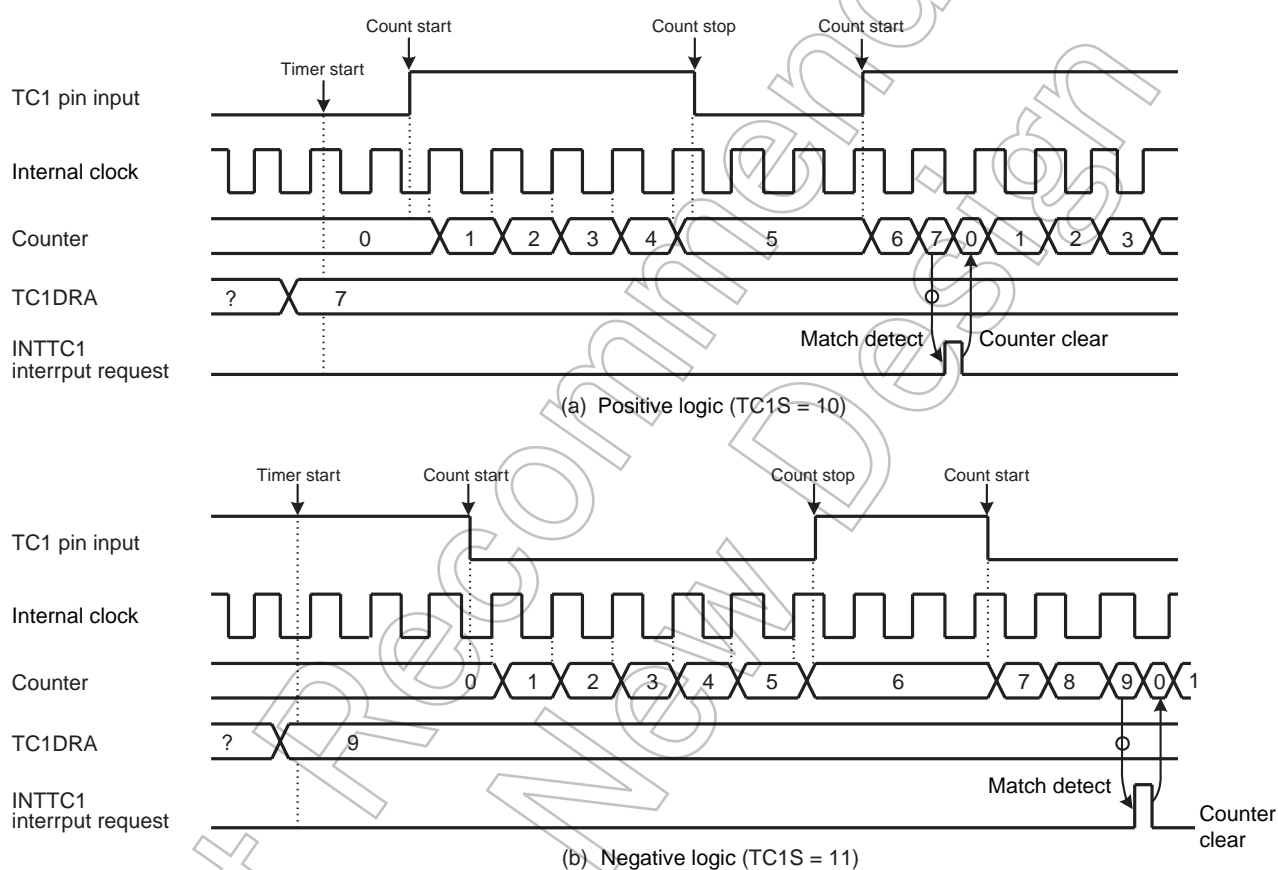 Count start Count stop Count start
Timer start
TC1 pin input
Internal clock
Counter 0 1 2 3 4 5 6 7 0 1 2 3
TC1DRA ? 7
Match detect Counter clear
INTTC1
interrput request
(a) Positive logic (TC1S = 10)
Timer start Count start Count stop Count start
TC1 pin input
Internal clock
Counter 0 1 2 3 4 5 6 7 8 9 0 1
TC1DRA ? 9
Match detect
INTTC1
interrput request
Counter
clear
(b) Negative logic (TC1S = 11)
Recommend
New Design